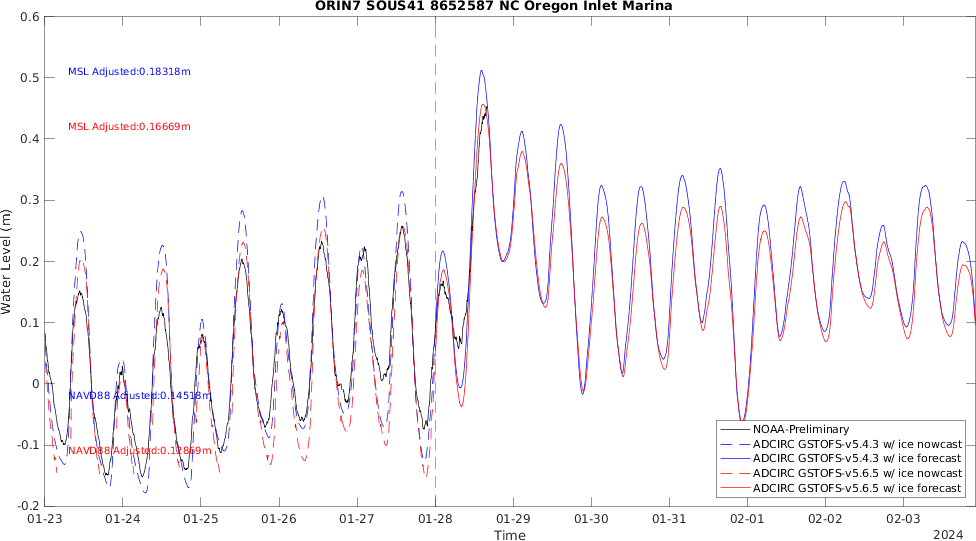 ORIN7 SOUS41 8652587 NC Oregon Inlet Marina
0.6
0.5
0.4
0.3
0.2
0.1
0
-0.1
-0.2
Water Level (m)
MSL Adjusted:0.18318m
MSL Adjusted:0.16669m
NAVD88 Adjusted:0.14518m
NAVD88 Adjusted:0.12869m
NOAA-Preliminary
ADCIRC GSTOFS-v5.4.3 w/ ice nowcast
ADCIRC GSTOFS-v5.4.3 w/ ice forecast
ADCIRC GSTOFS-v5.6.5 w/ ice nowcast
ADCIRC GSTOFS-v5.6.5 w/ ice forecast
01-23 01-24 01-25 01-26 01-27 01-28 01-29 01-30 01-31 02-01 02-02 02-03
Time
2024